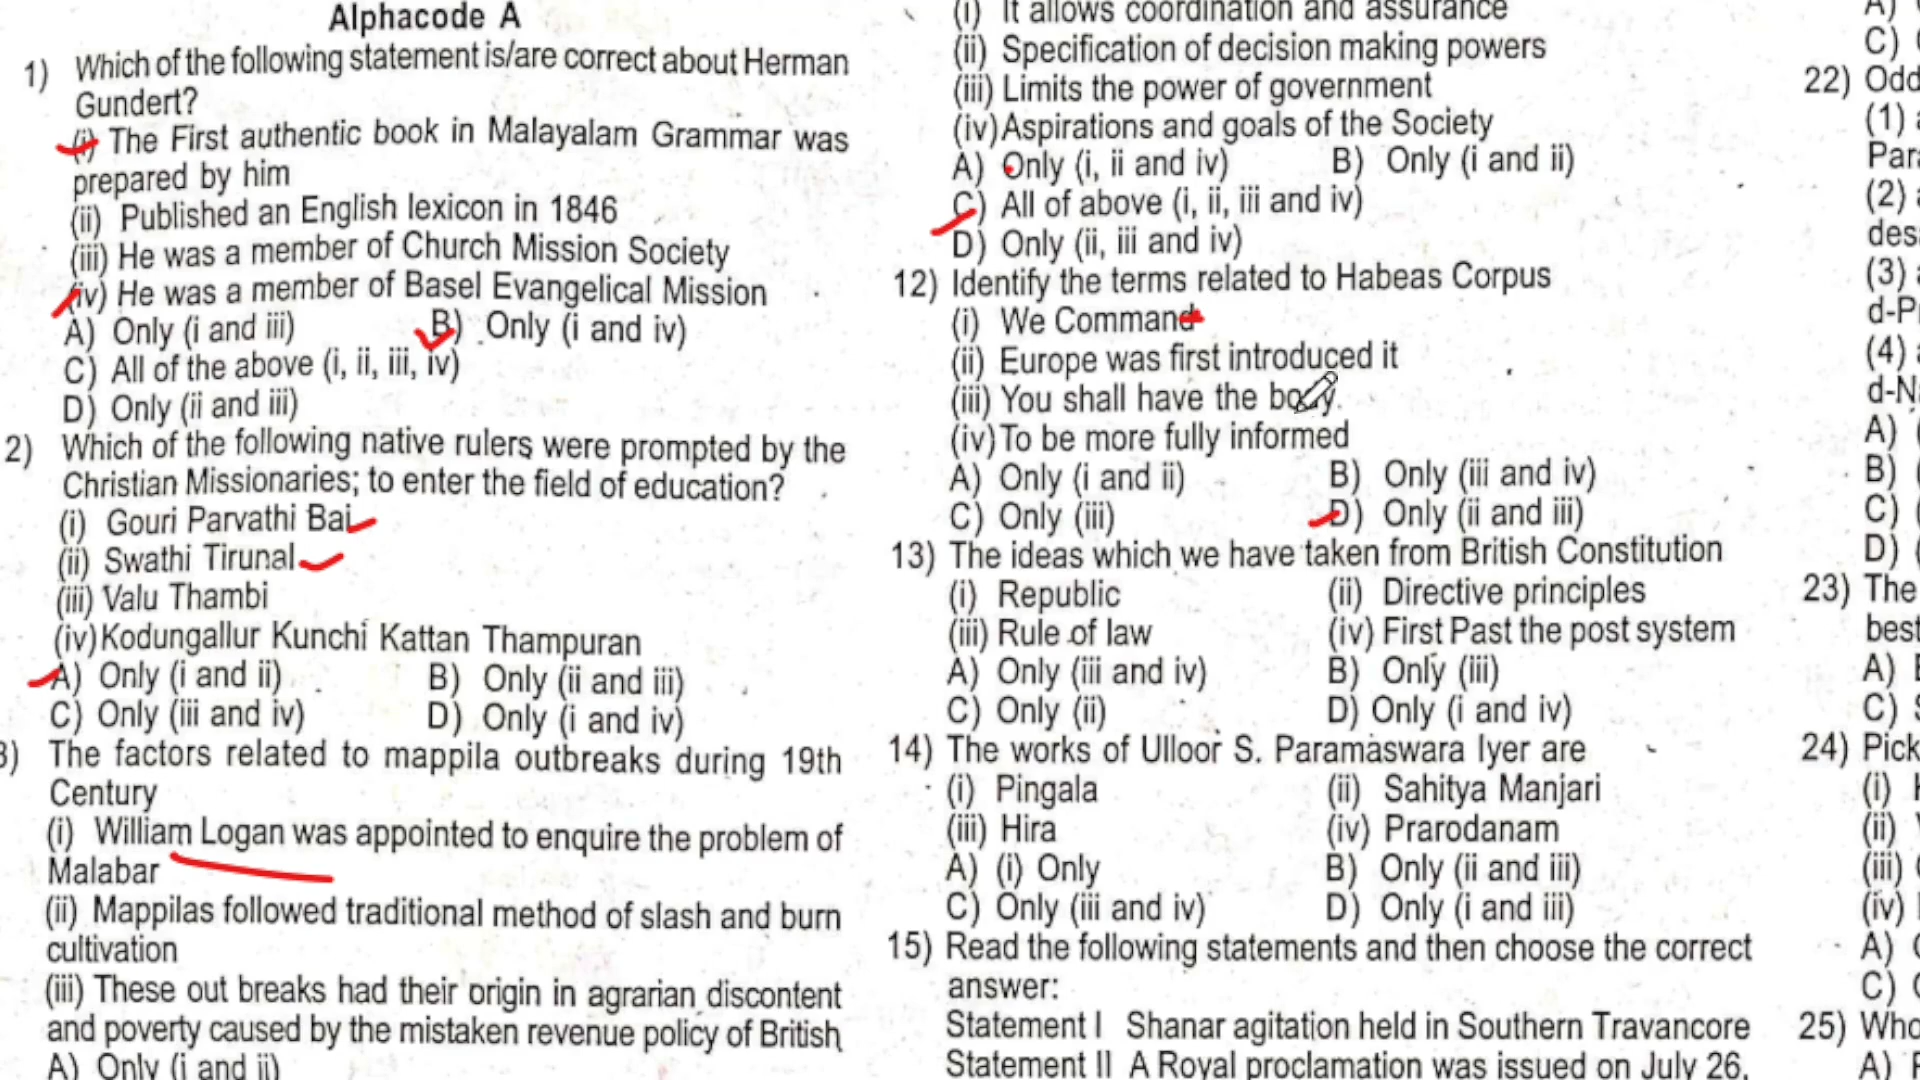 Alphacode A
1) Which of the following statement is/are correct about Herman
Gundert?
(i) The First authentic book in Malayalam Grammar was
prepared by him
(ii) Published an English lexicon in 1846
(iii) He was a member of Church Mission Society
(iv) He was a member of Basel Evangelical Mission
A) Only (i and iii) B) Only (i and iv)
C) All of the above (i, ii, iii, iv)
D) Only (ii and iii)
2) Which of the following native rulers were prompted by the
Christian Missionaries; to enter the field of education?
(i) Gouri Parvathi Bai
(ii) Swathi Tirunal
(iii) Valu Thambi
(iv) Kodungallur Kunchi Kattan Thampuran
A) Only (i and ii) B) Only (ii and iii)
C) Only (iii and iv) D) Only (i and iv)
3) The factors related to mappila outbreaks during 19th
Century
(i) William Logan was appointed to enquire the problem of
Malabar
(ii) Mappilas followed traditional method of slash and burn
cultivation
(iii) These out breaks had their origin in agrarian discontent
and poverty caused by the mistaken revenue policy of British
A) Only (i and ii)
(i) It allows coordination and assurance
(ii) Specification of decision making powers
(iii) Limits the power of government
(iv) Aspirations and goals of the Society
A) Only (i, ii and iv) B) Only (i and ii)
C) All of above (i, ii, iii and iv)
D) Only (ii, iii and iv)
12) Identify the terms related to Habeas Corpus
(i) We Command
(ii) Europe was first introduced it
(iii) You shall have the body.
(iv) To be more fully informed
A) Only (i and ii) B) Only (iii and iv)
C) Only (iii) D) Only (ii and iii)
13) The ideas which we have taken from British Constitution
(i) Republic (ii) Directive principles
(iii) Rule of law (iv) First Past the post system
A) Only (iii and iv) B) Only (iii)
C) Only (ii) D) Only (i and iv)
14) The works of Ulloor S. Paramaswara Iyer are
(i) Pingala (ii) Sahitya Manjari
(iii) Hira (iv) Prarodanam
A) (i) Only B) Only (ii and iii)
C) Only (iii and iv) D) Only (i and iii)
15) Read the following statements and then choose the correct
answer:
Statement I Shanar agitation held in Southern Travancore
Statement II A Royal proclamation was issued on July 26,
A)
C)
22) Odd
(1)
(2)
(3)
(4)
A)
B)
C)
D)
23) The
best
A)
C)
24) Pick
(i)
(ii)
(iii)
(iv)
A)
C)
25)
A)